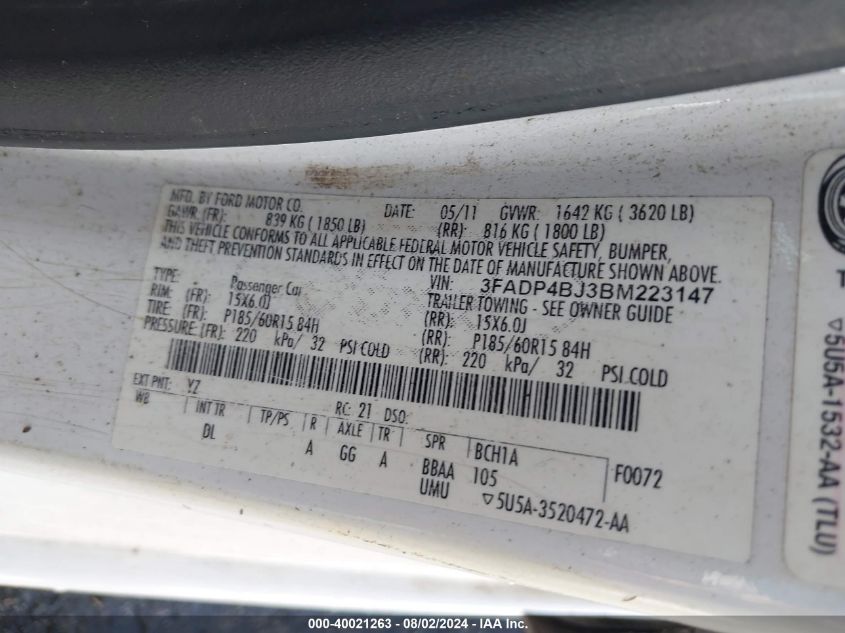 MFD. BY FORD MOTOR CO.
DATE: 05/11 GVWR: 1642 KG ( 3620 LB)
GAWR: (FR): 839 KG ( 1850 LB) (RR): 816 KG ( 1800 LB)
THIS VEHICLE CONFORMS TO ALL APPLICABLE FEDERAL MOTOR VEHICLE SAFETY, BUMPER,
AND THEFT PREVENTION STANDARDS IN EFFECT ON THE DATE OF MANUFACTURE SHOWN ABOVE.
VIN: 3FADP4BJ3BM223147
TYPE: Passenger Car TRAILER TOWING - SEE OWNER GUIDE
RIM: (FR): 15X6.0J (RR): 15X6.0J
TIRE: (FR): P185/60R15 84H (RR): P185/60R15 84H
PRESSURE: (FR): 220 kPa/ 32 PSI COLD (RR): 220 kPa/ 32 PSI COLD
EXT PNT: YZ RC: 21 DSO:
WB INT TR TP/PS R AXLE TR SPR BCH1A F0072
DL A GG A BBAA 105
UMU ▽5U5A-3520472-AA
▽5U5A-1532-AA (TLU)
000-40021263 - 08/02/2024 - IAA Inc.